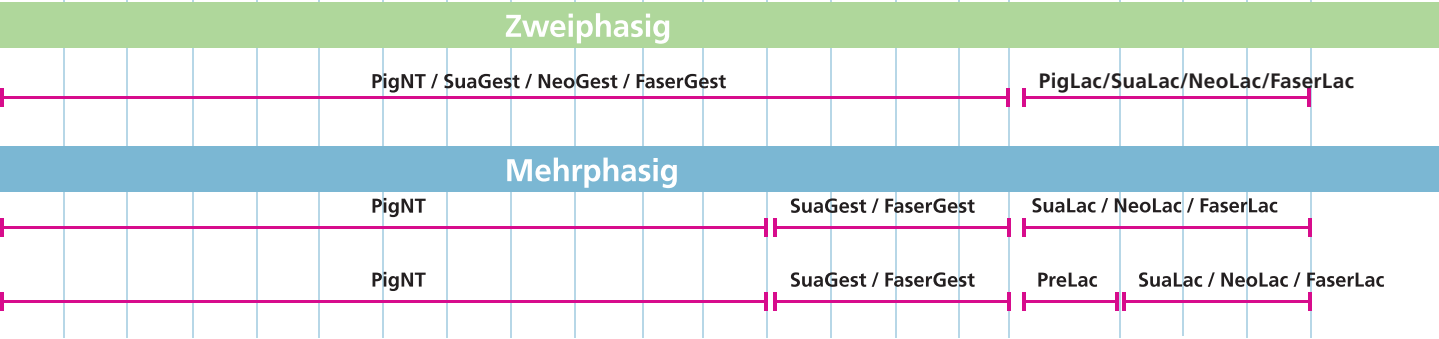 Zweiphasig
PigNT / SuaGest / NeoGest / FaserGest PigLac/SuaLac/NeoLac/FaserLac
Mehrphasig
PigNT SuaGest / FaserGest SuaLac / NeoLac / FaserLac
PigNT SuaGest / FaserGest PreLac SuaLac / NeoLac / FaserLac